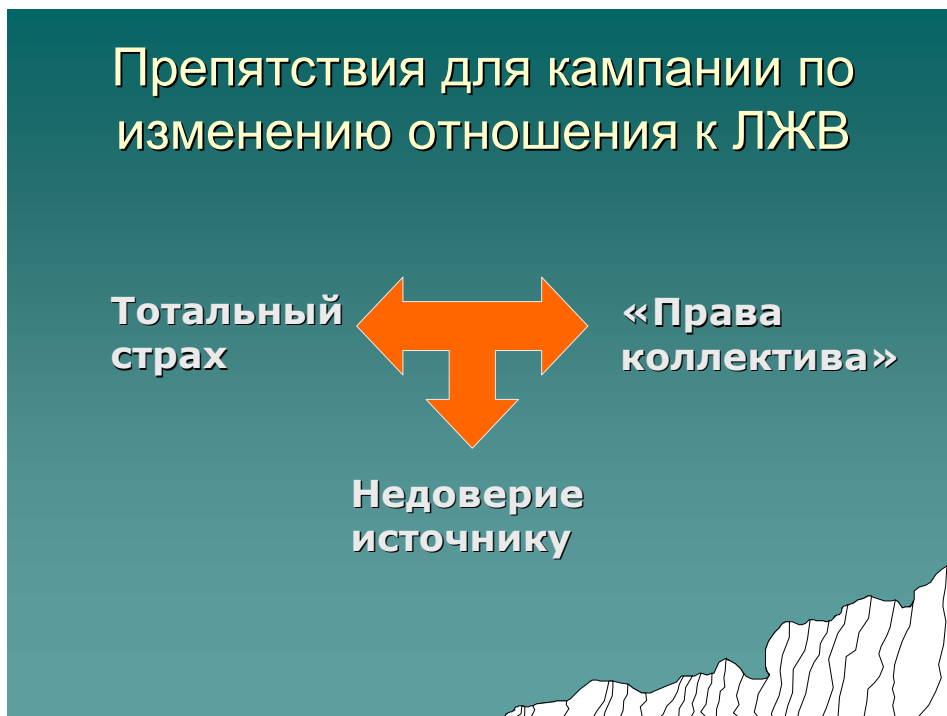 Препятствия для кампании по
изменению отношения к ЛЖВ
Тотальный
страх
«Права
коллектива»
Недоверие
источнику